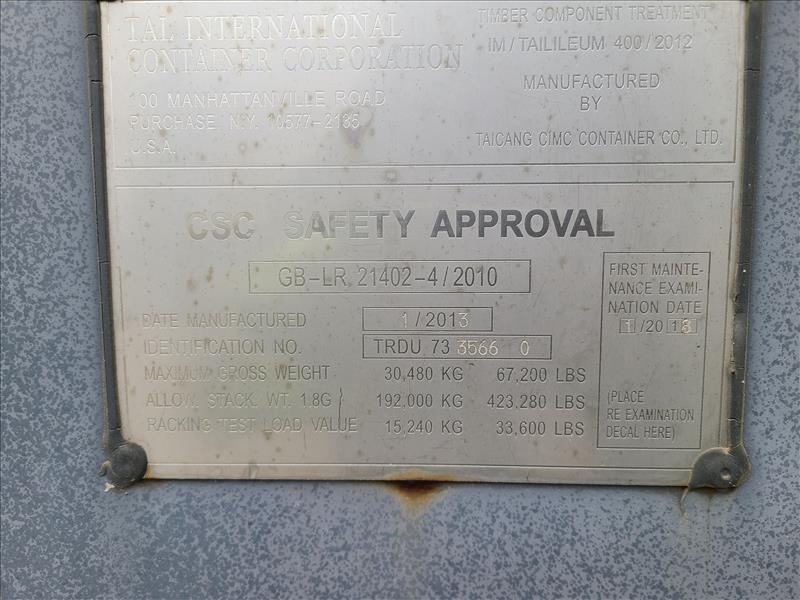 TAL INTERNATIONAL
CONTAINER CORPORATION
100 MANHATTANVILLE ROAD
PURCHASE, N.Y. 10577-2135
U.S.A.
TIMBER COMPONENT TREATMENT
IM / TAILILEUM 400 / 2012
MANUFACTURED
BY
TAICANG CIMC CONTAINER CO., LTD.
CSC SAFETY APPROVAL
GB-LR 21402-4 / 2010
DATE MANUFACTURED 1 / 2013
IDENTIFICATION NO. TRDU 73 3566 0
MAXIMUM GROSS WEIGHT 30,480 KG 67,200 LBS
ALLOW. STACK. WT. 1.8G 192,000 KG 423,280 LBS
RACKING TEST LOAD VALUE 15,240 KG 33,600 LBS
FIRST MAINTE-
NANCE EXAMI-
NATION DATE
1 / 20 18
(PLACE
RE EXAMINATION
DECAL HERE)